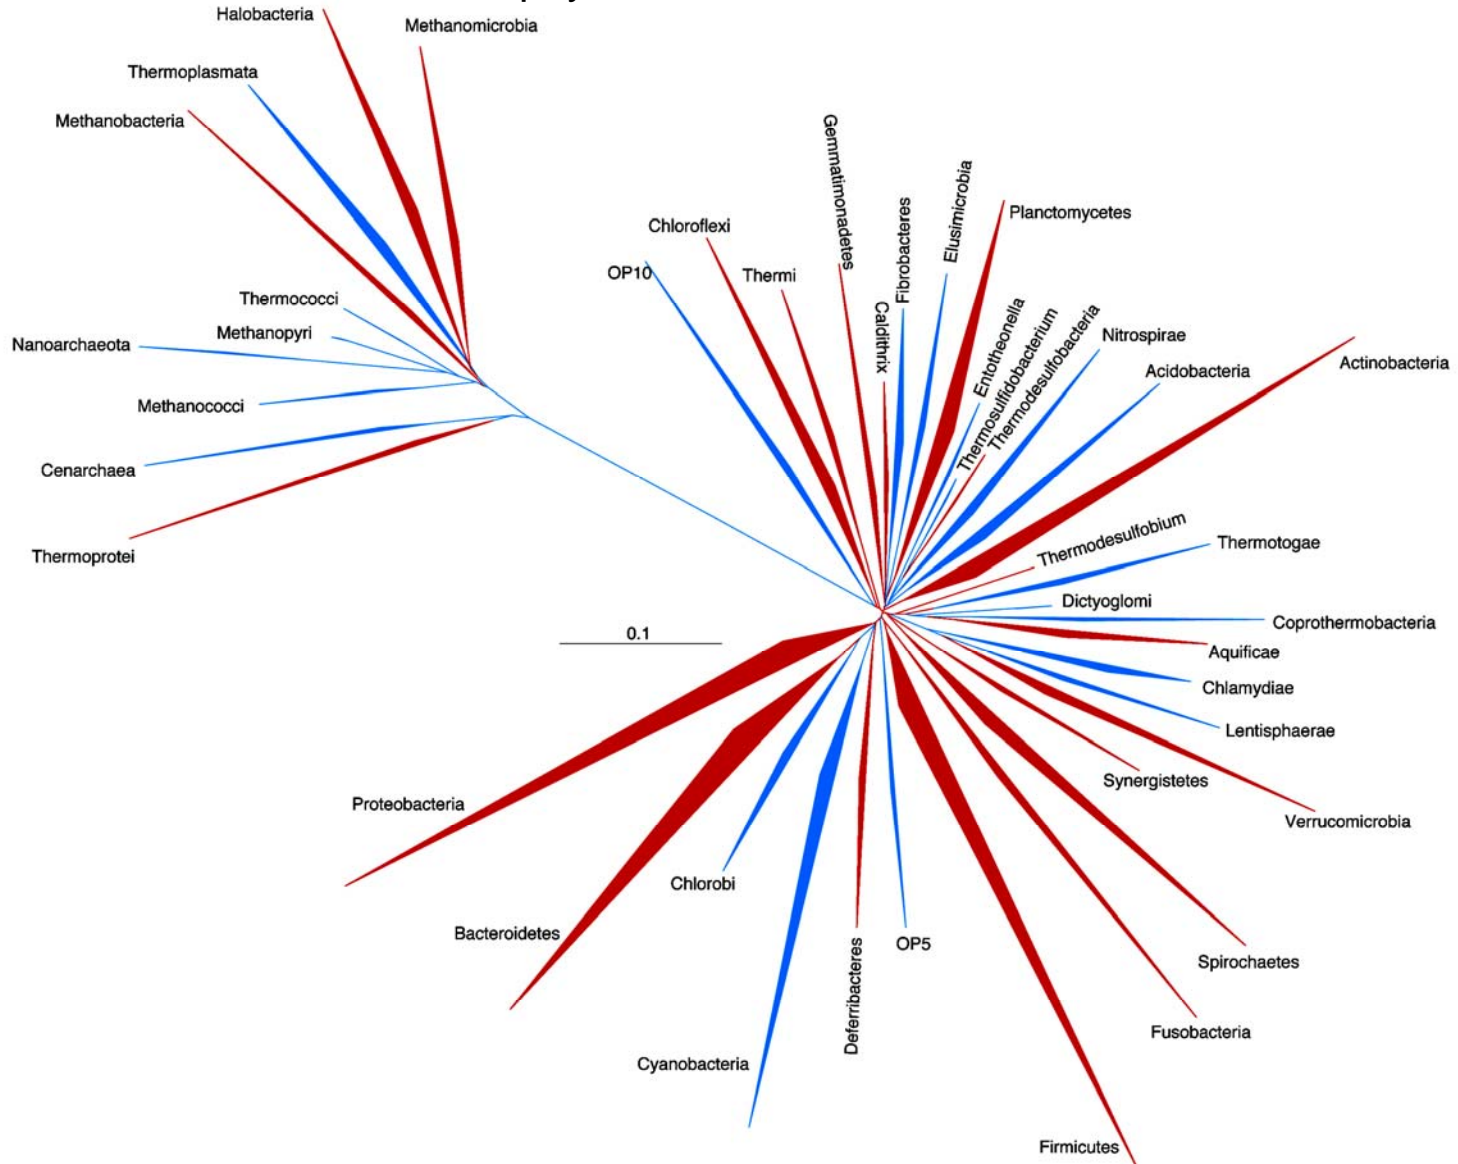 Halobacteria
Methanomicrobia
Thermoplasmata
Methanobacteria
Gemmatimonadetes
Elusimicrobia
Fibrobacteres
Planctomycetes
Chloroflexi
OP10
Thermi
Caldithrix
Entotheonella
Thermosulfidobacterium
Thermodesulfobacteria
Nitrospirae
Acidobacteria
Actinobacteria
Thermococci
Methanopyri
Nanoarchaeota
Methanococci
Cenarchaea
Thermoprotei
Thermodesulfobium
Thermotogae
Dictyoglomi
Coprothermobacteria
Aquificae
0.1
Chlamydiae
Lentisphaerae
Synergistetes
Verrucomicrobia
Proteobacteria
Chlorobi
Bacteroidetes
Deferribacteres
OP5
Spirochaetes
Fusobacteria
Cyanobacteria
Firmicutes